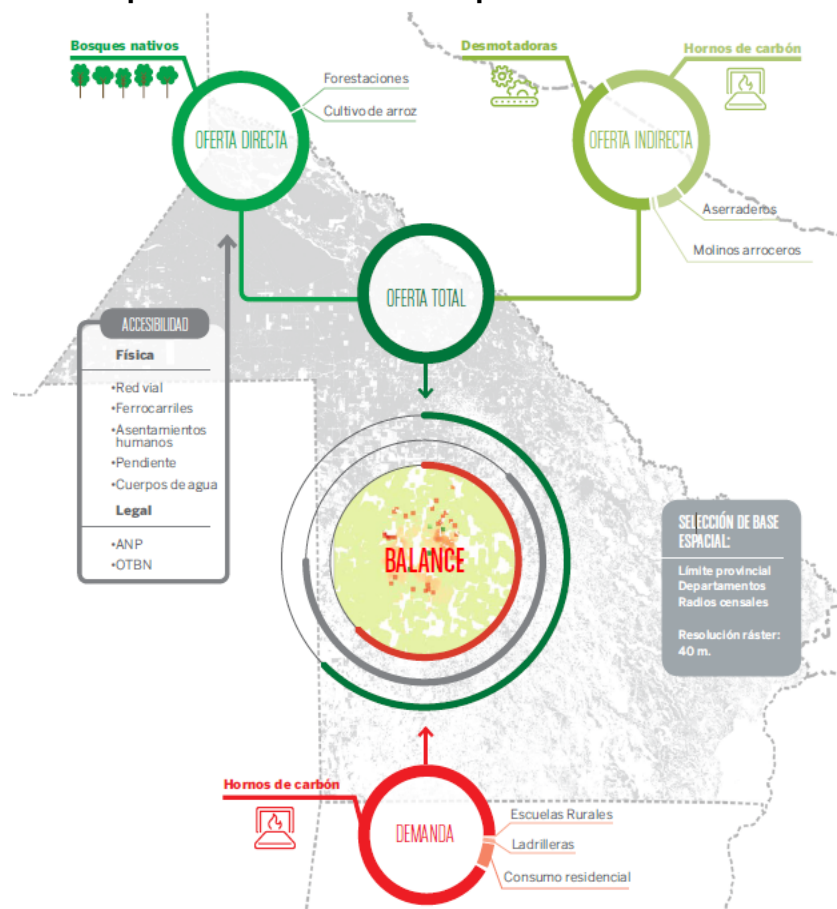 Bosques nativos
Forestaciones
Cultivo de arroz
OFERTA DIRECTA
Desmotadoras
Hornos de carbón
OFERTA INDIRECTA
Aserraderos
Molinos arroceros
OFERTA TOTAL
ACCESIBILIDAD
Física
•Red vial
•Ferrocarriles
•Asentamientos
humanos
•Pendiente
•Cuerpos de agua
Legal
•ANP
•OTBN
BALANCE
SELECCIÓN DE BASE
ESPACIAL:
Límite provincial
Departamentos
Radios censales
Resolución ráster:
40 m.
Hornos de carbón
DEMANDA
Escuelas Rurales
Ladrilleras
Consumo residencial